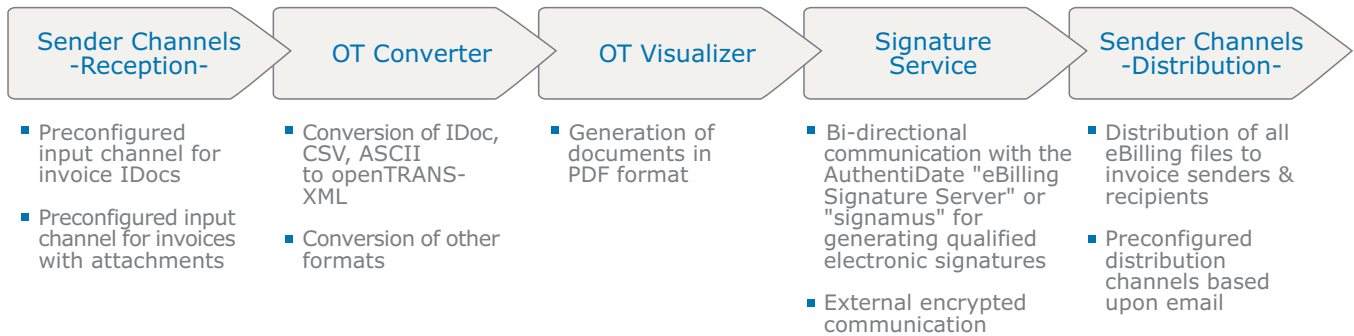 Sender Channels
-Reception-
OT Converter
OT Visualizer
Signature
Service
Sender Channels
-Distribution-
Preconfigured
input channel for
invoice IDocs
Preconfigured input
channel for invoices
with attachments
Conversion of IDoc,
CSV, ASCII
to openTRANS-
XML
Conversion of other
formats
Generation of
documents in
PDF format
Bi-directional
communication with the
AuthentiDate "eBilling
Signature Server" or
"signamus" for
generating qualified
electronic signatures
External encrypted
communication
Distribution of all
eBilling files to
invoice senders &
recipients
Preconfigured
distribution
channels based
upon email